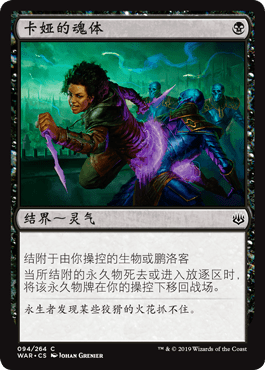 卡娅的魂体
结界～灵气
结附于由你操控的生物或鹏洛客
当所结附的永久物死去或进入放逐区时，
将该永久物牌在你的操控下移回战场。
永生者发现某些狡猾的火花抓不住。
094/264 C
WAR • CS JOHAN GRENIER
™ & © 2019 Wizards of the Coast